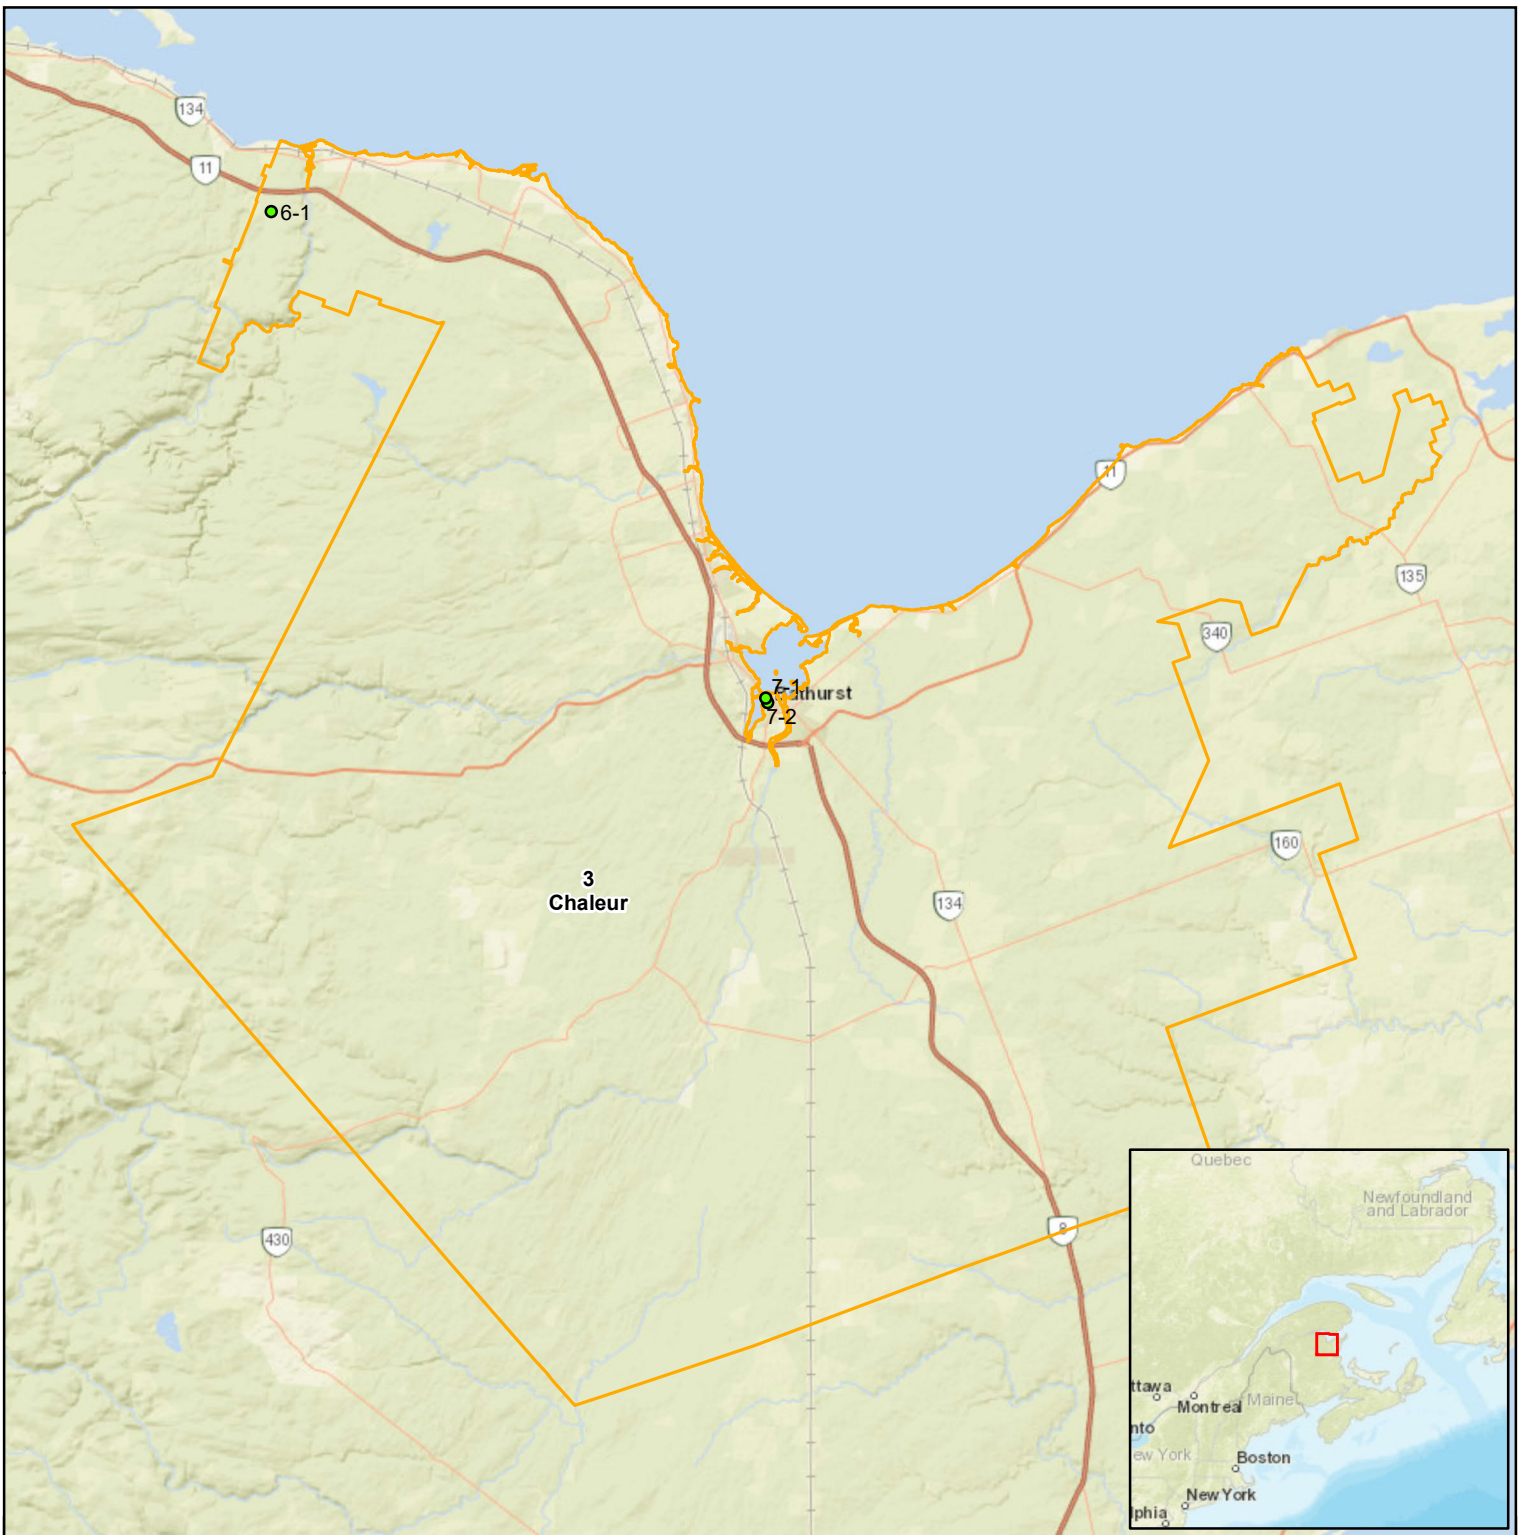 134
11
6-1
11
135
340
7-1
athurst
7-2
160
3
Chaleur
134
Quebec
Newfoundland
and Labrador
8
430
ttawa
Montreal
Maine
nto
ew York
Boston
New York
lphia